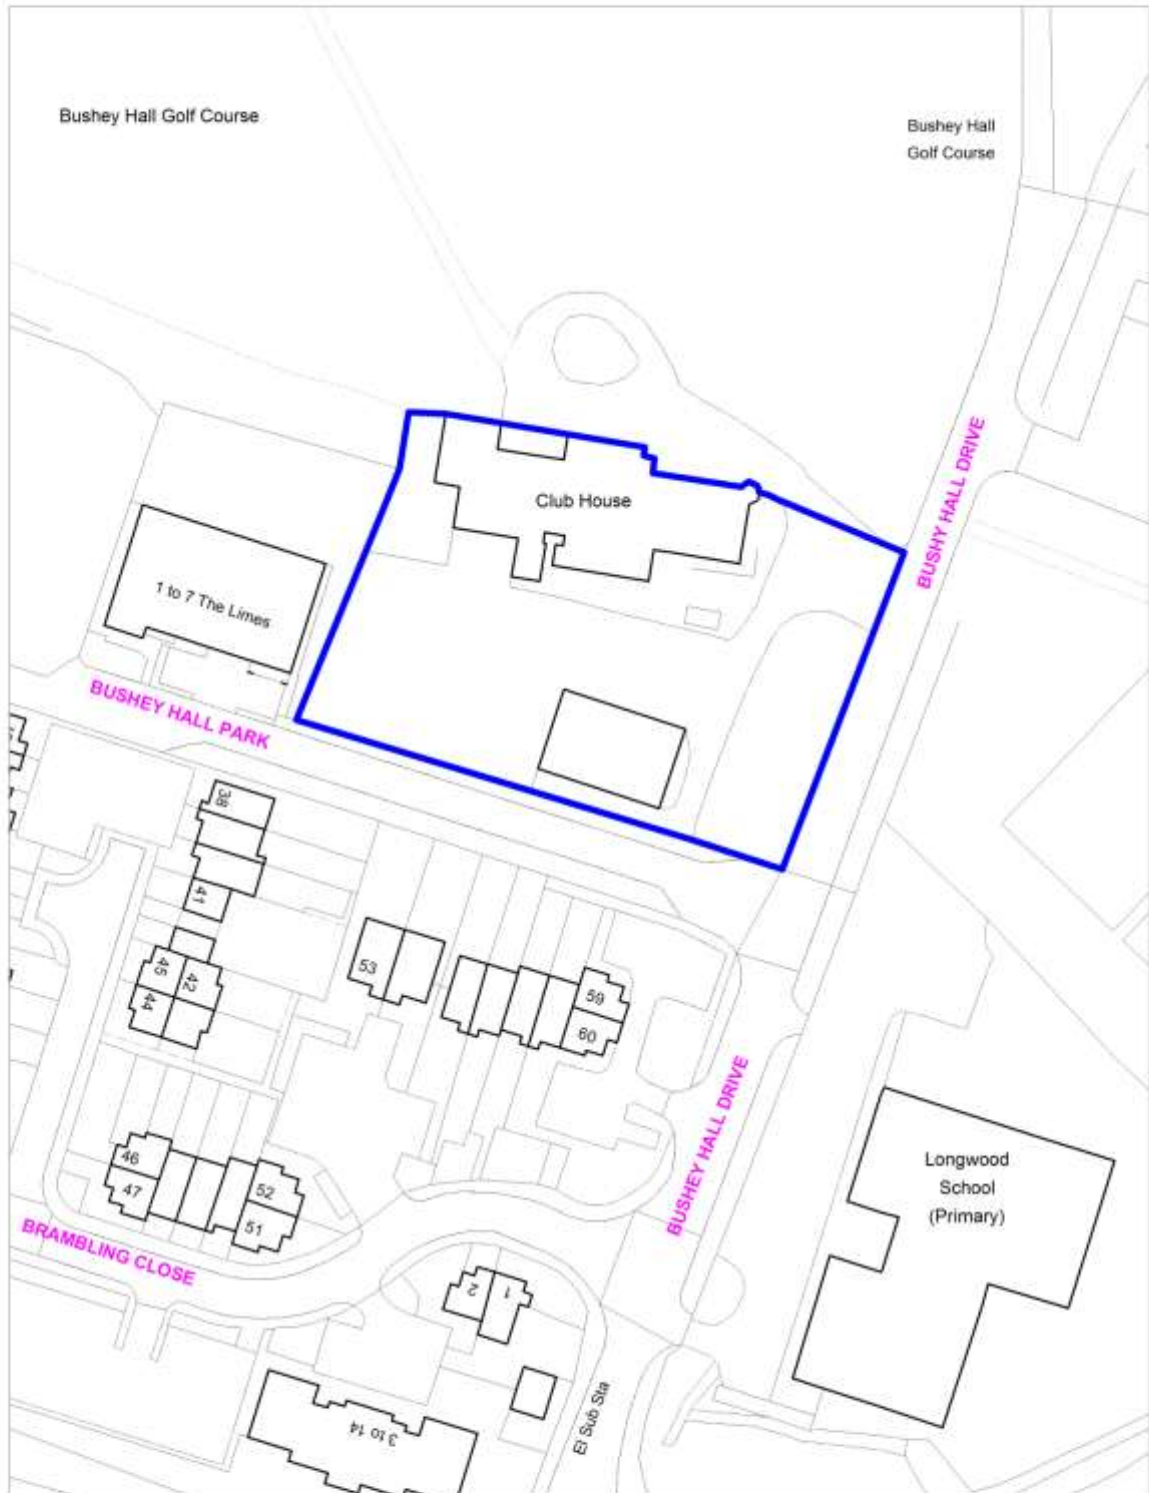 Bushey Hall Golf Course
Bushey Hall
Golf Course
BUSHY HALL DRIVE
Club House
1 to 7 The Limes
BUSHEY HALL PARK
38
41
45
42
44
53
59
60
BUSHEY HALL DRIVE
46
47
52
51
Longwood
School
(Primary)
BRAMBLING CLOSE
2
1
3 to 14
El Sub Sta